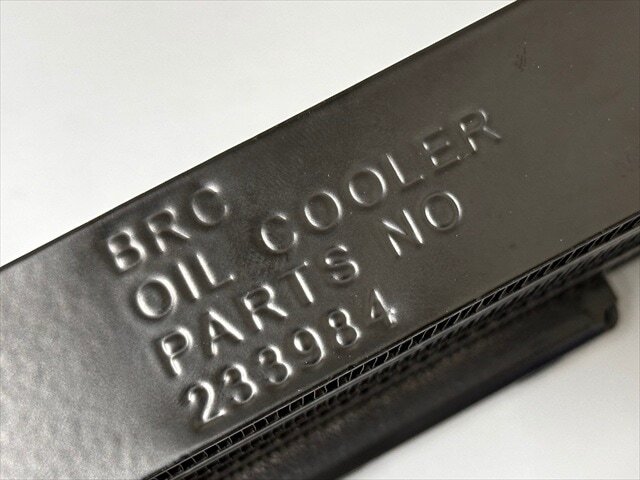 BRC
OIL COOLER
PARTS NO
233984